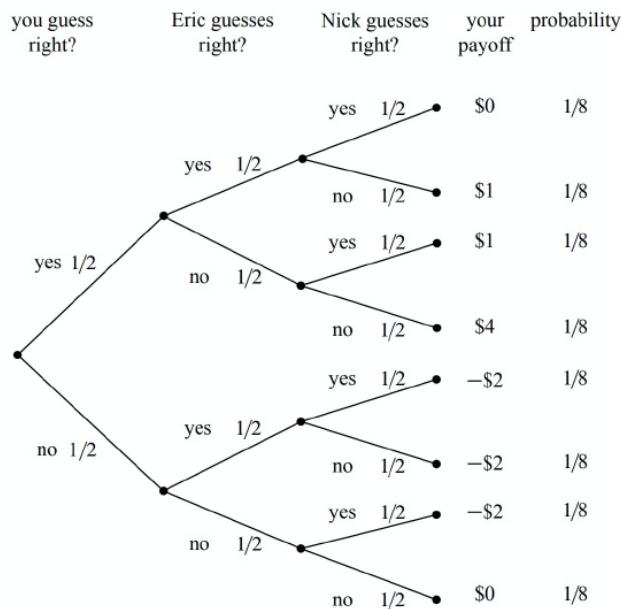 you guess Eric guesses Nick guesses your probability
right? right? right? payoff
yes 1/2 $0 1/8
yes 1/2
no 1/2 $1 1/8
yes 1/2 $1 1/8
yes 1/2
no 1/2
no 1/2 $4 1/8
yes 1/2 −$2 1/8
yes 1/2
no 1/2
no 1/2 −$2 1/8
yes 1/2 −$2 1/8
no 1/2
no 1/2 $0 1/8